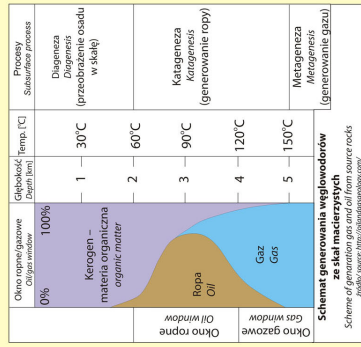 Procesy
Subsurface process
Diageneza
Diagenesis
(przeobrażenie osadu
w skałę)
Katageneza
Katagenesis
(generowanie ropy)
Metageneza
Metagenesis
(generowanie gazu)
Temp. [°C]
30°C
60°C
90°C
120°C
150°C
Głębokość
Depth [km]
1
2
3
4
5
Okno ropne/gazowe
Oil/gas window
0%
100%
Kerogen –
materia organiczna
organic matter
Ropa
Oil
Gaz
Gas
Okno ropne
Oil window
Okno gazowe
Gas window
Schemat generowania węglowodorów
ze skał macierzystych
Scheme of genaration gas and oil from source rocks